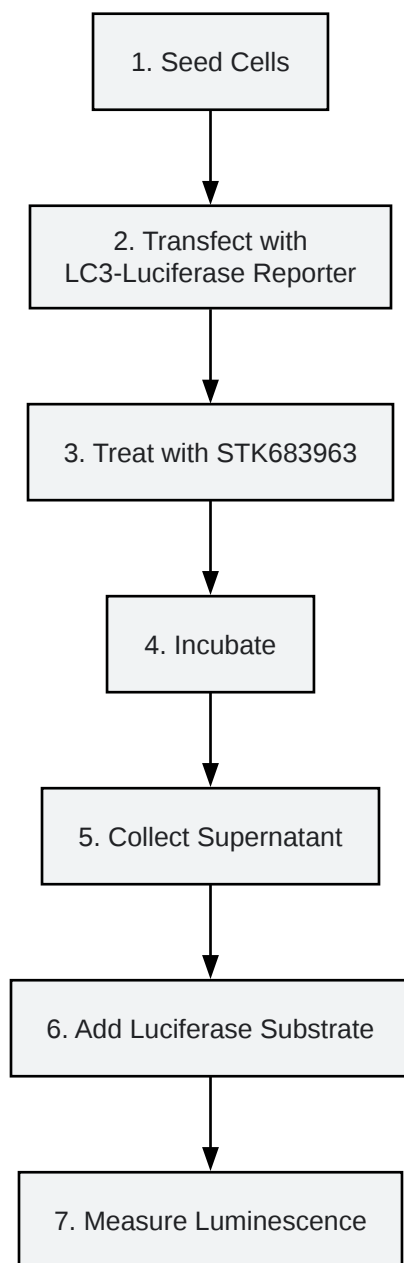 1. Seed Cells
2. Transfect with
LC3-Luciferase Reporter
3. Treat with STK683963
4. Incubate
5. Collect Supernatant
6. Add Luciferase Substrate
7. Measure Luminescence